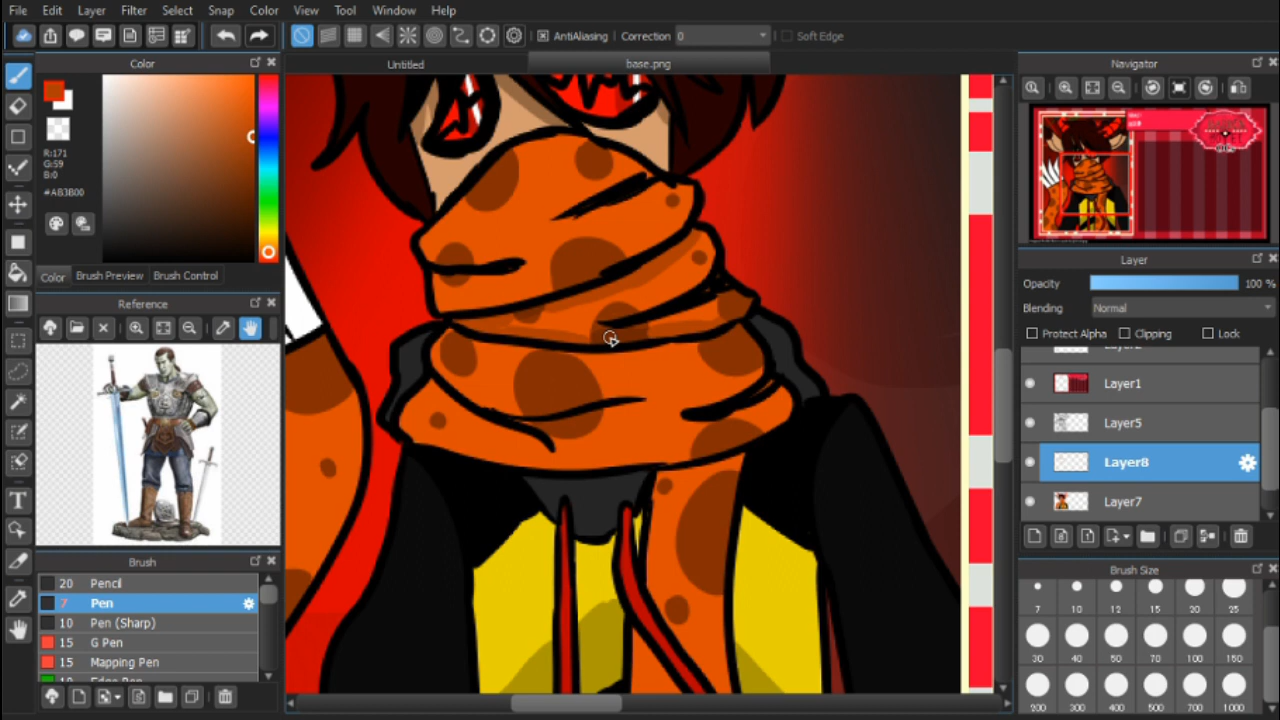 File Edit Layer Filter Select Snap Color View Tool Window Help
AntiAliasing Correction 0 Soft Edge
Color
Untitled
base.png
Navigator
R:171
G:59
B:0
#AB3B00
Color Brush Preview Brush Control
Reference
Layer
Opacity 100 %
Blending Normal
Protect Alpha Clipping Lock
Layer1
Layer5
Layer8
Layer7
Brush
20 Pencil
7 Pen
10 Pen (Sharp)
15 G Pen
15 Mapping Pen
Brush Size
7 10 12 15 20 25
30 40 50 70 100 150
200 300 400 500 700 1000